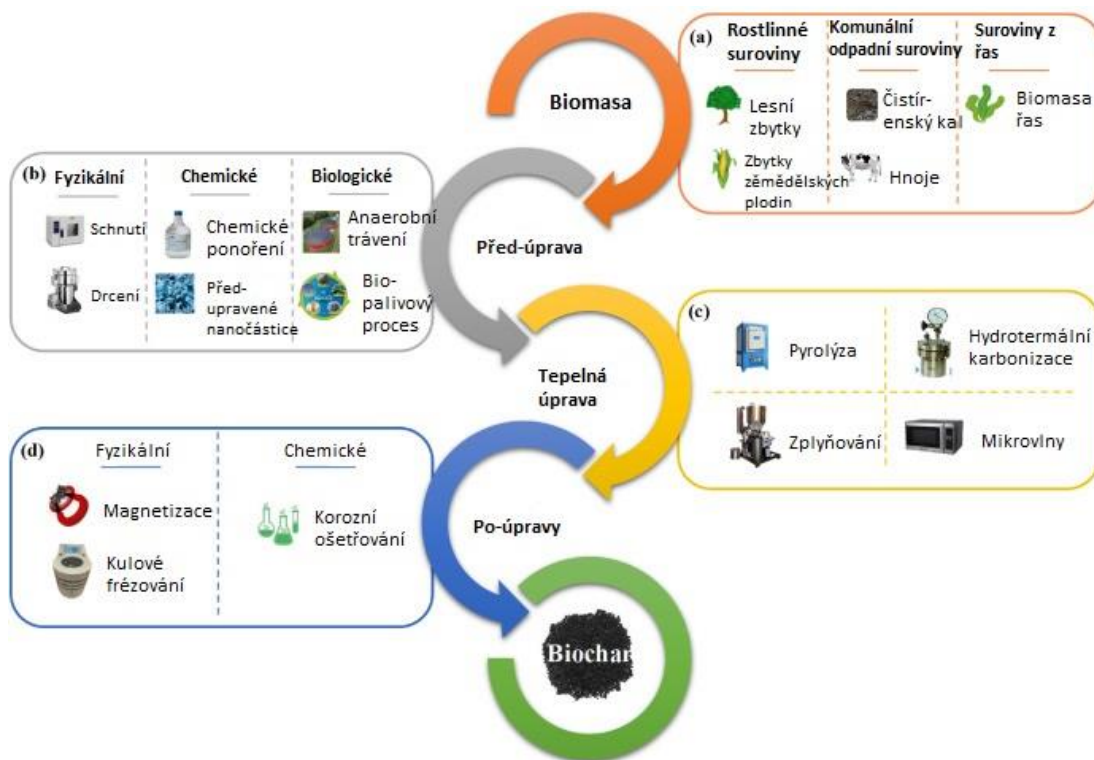 Biomasa
(a)
Rostlinné
suroviny
Komunální
odpadní suroviny
Suroviny z
řas
Lesní
zbytky
Čistír-
enský kal
Biomasa
řas
Zbytky
zěmědělských
plodin
Hnoje
Před-úprava
(b)
Fyzikální
Chemické
Biologické
Schnutí
Chemické
ponoření
Anaerobní
trávení
Drcení
Před-
upravené
nanočástice
Bio-
palivový
proces
Tepelná
úprava
(c)
Pyrolýza
Hydrotermální
karbonizace
Zplyňování
Mikrovlny
Po-úpravy
(d)
Fyzikální
Chemické
Magnetizace
Korozní
ošetřování
Kulové
frézování
Biochar